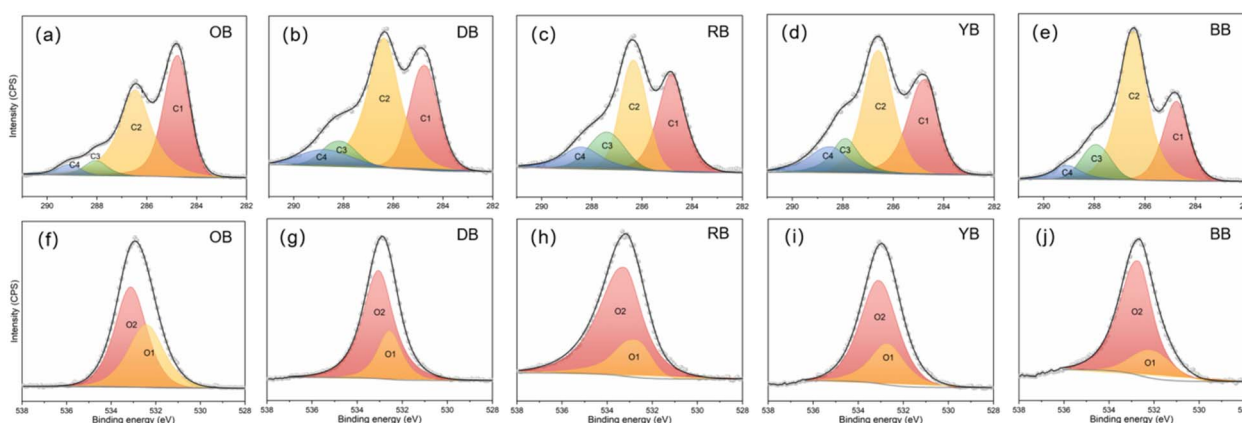 (a) OB
(b) DB
(c) RB
(d) YB
(e) BB
Intensity (CPS)
C4 C3 C2 C1
C4 C3 C2 C1
C4 C3 C2 C1
C4 C3 C2 C1
C4 C3 C2 C1
290 288 286 284 282
290 288 286 284 282
290 288 286 284 282
290 288 286 284 282
290 288 286 284 282
(f) OB
(g) DB
(h) RB
(i) YB
(j) BB
Intensity (CPS)
O2 O1
O2 O1
O2 O1
O2 O1
O2 O1
538 536 534 532 530 528
538 536 534 532 530 528
538 536 534 532 530 528
538 536 534 532 530 528
538 536 534 532 530 528
Binding energy (eV)
Binding energy (eV)
Binding energy (eV)
Binding energy (eV)
Binding energy (eV)